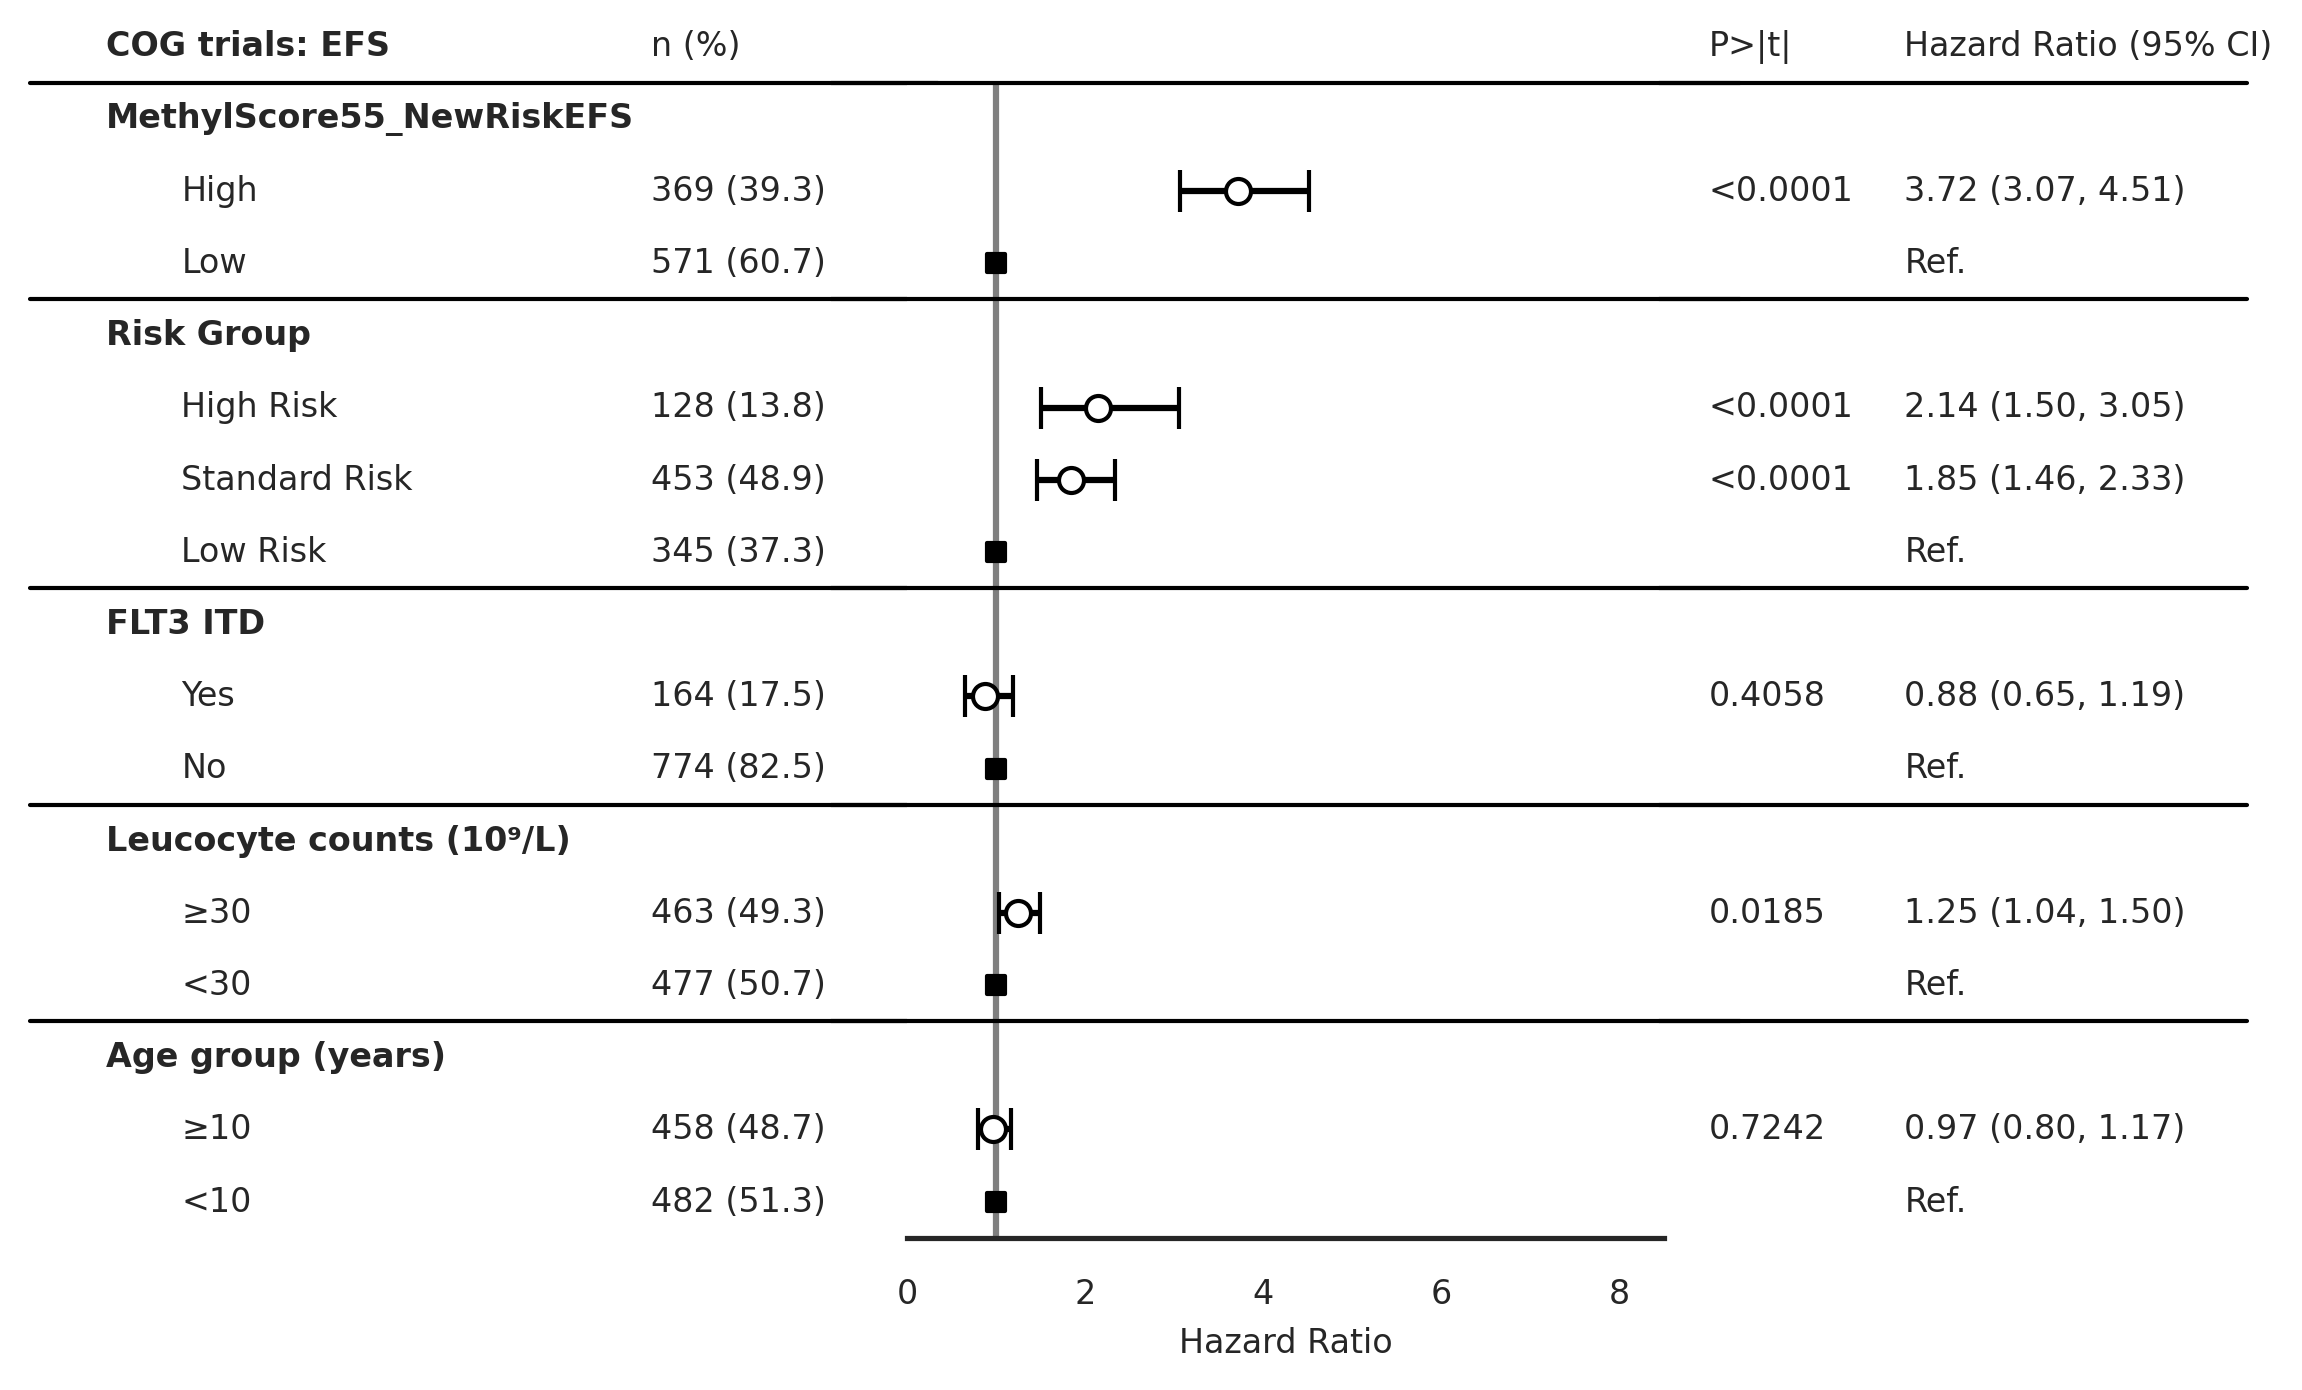 COG trials: EFS n (%) P>|t| Hazard Ratio (95% CI)
MethylScore55_NewRiskEFS
High 369 (39.3) <0.0001 3.72 (3.07, 4.51)
Low 571 (60.7) Ref.
Risk Group
High Risk 128 (13.8) <0.0001 2.14 (1.50, 3.05)
Standard Risk 453 (48.9) <0.0001 1.85 (1.46, 2.33)
Low Risk 345 (37.3) Ref.
FLT3 ITD
Yes 164 (17.5) 0.4058 0.88 (0.65, 1.19)
No 774 (82.5) Ref.
Leucocyte counts (10⁹/L)
≥30 463 (49.3) 0.0185 1.25 (1.04, 1.50)
<30 477 (50.7) Ref.
Age group (years)
≥10 458 (48.7) 0.7242 0.97 (0.80, 1.17)
<10 482 (51.3) Ref.
0 2 4 6 8
Hazard Ratio